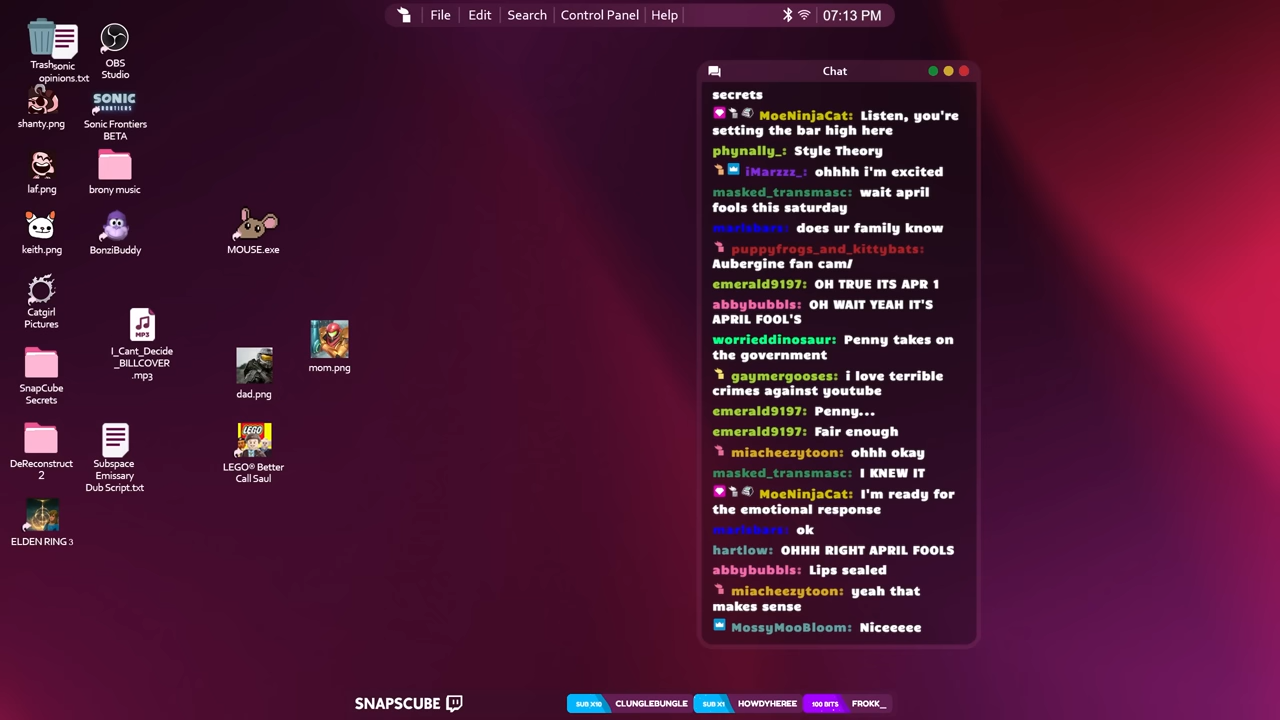 File Edit Search Control Panel Help 07:13 PM
Trash
sonic
opinions.txt
OBS
Studio
shanty.png
SONIC
FRONTIERS
Sonic Frontiers
BETA
laf.png
brony music
keith.png
BonziBuddy
MOUSE.exe
Catgirl
Pictures
MP3
I_Cant_Decide
_BILLCOVER
.mp3
mom.png
dad.png
SnapCube
Secrets
DeReconstruct
2
Subspace
Emissary
Dub Script.txt
LEGO
LEGO® Better
Call Saul
ELDEN RING 3
Chat
secrets
MoeNinjaCat: Listen, you're
setting the bar high here
phynally_: Style Theory
iMarzzz_: ohhhh i'm excited
masked_transmasc: wait april
fools this saturday
does ur family know
puppyfrogs_and_kittybats:
Aubergine fan cam/
emerald9197: OH TRUE ITS APR 1
abbybubbls: OH WAIT YEAH IT'S
APRIL FOOL'S
worrieddinosaur: Penny takes on
the government
gaymergooses: i love terrible
crimes against youtube
emerald9197: Penny...
emerald9197: Fair enough
miacheezytoon: ohhh okay
masked_transmasc: I KNEW IT
MoeNinjaCat: I'm ready for
the emotional response
ok
hartlow: OHHH RIGHT APRIL FOOLS
abbybubbls: Lips sealed
miacheezytoon: yeah that
makes sense
MossyMooBloom: Niceeeee
SNAPSCUBE
SUB X10 CLUNGLEBUNGLE SUB X1 HOWDYHEREE 100 BITS FROKK_